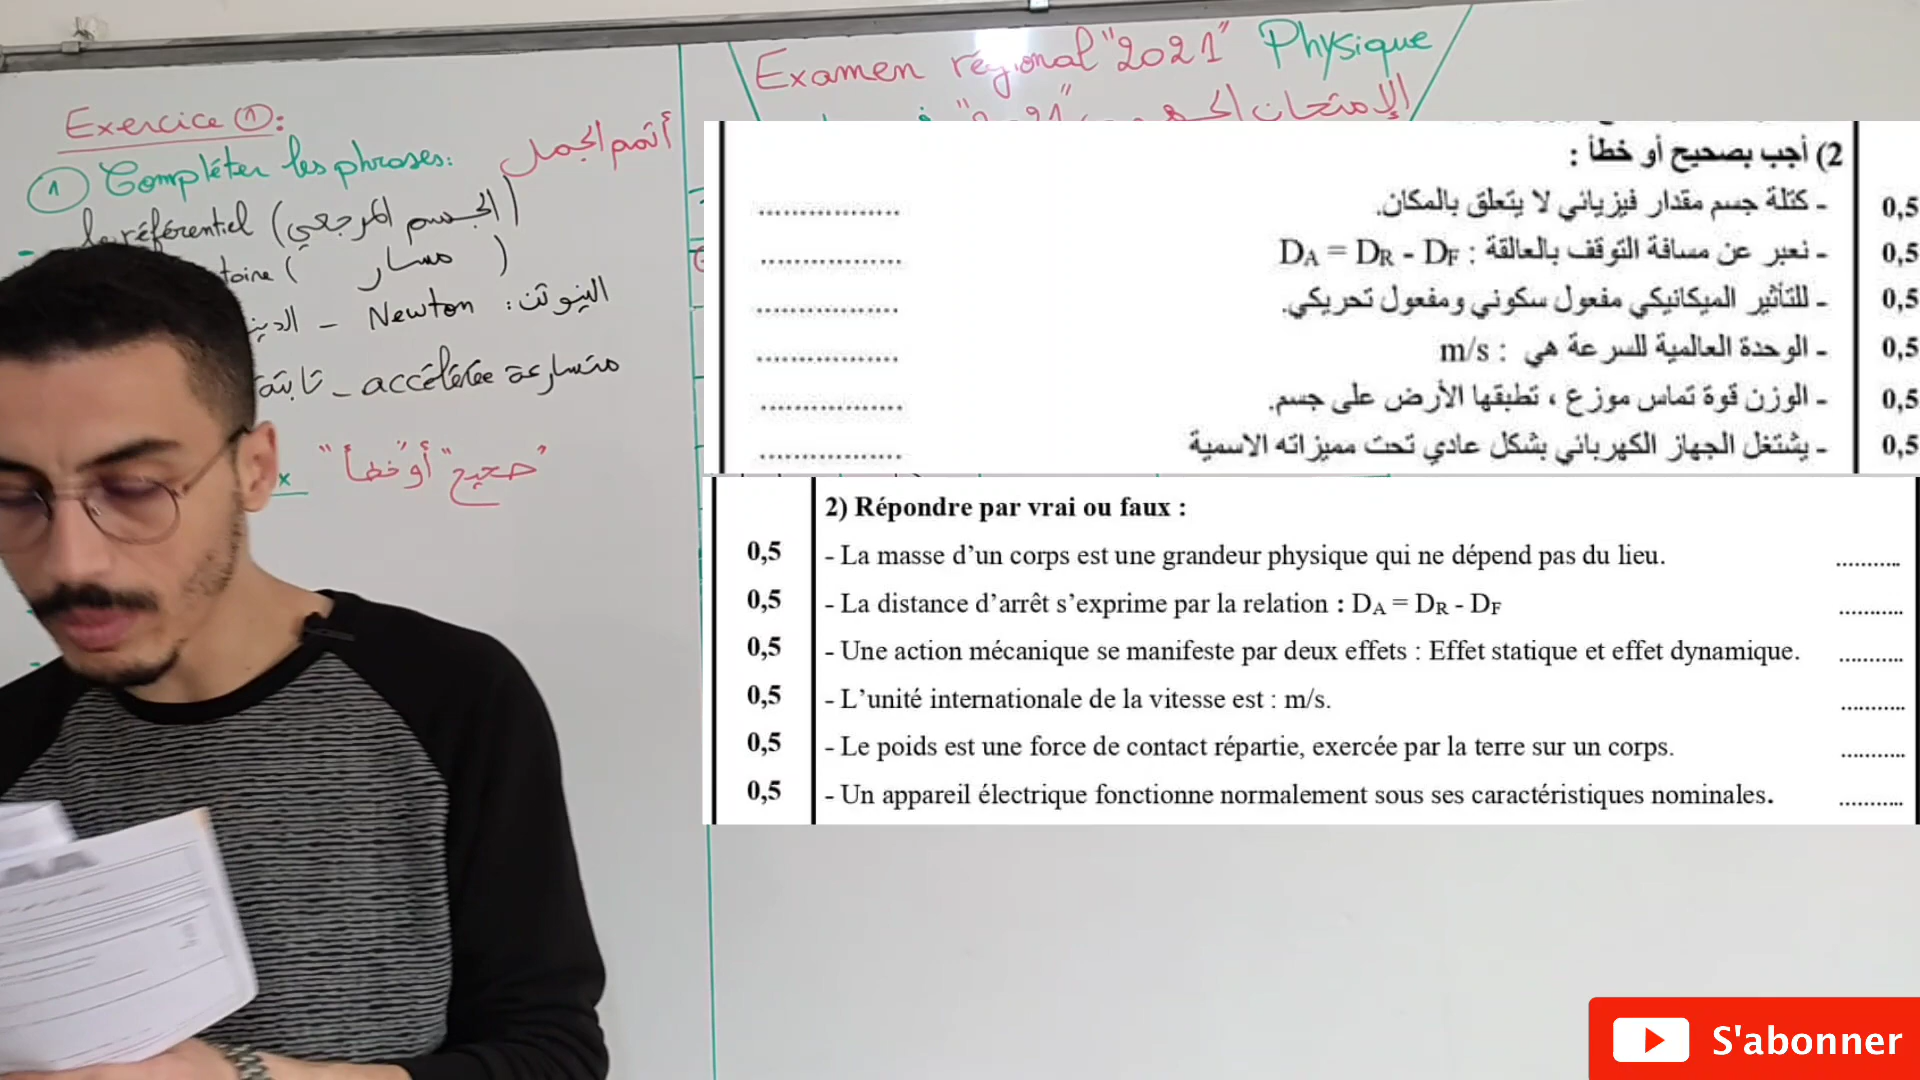 Examen régional "2021" Physique
Exercice ①:
① Compléter les phrases: أتمم الجمل
le référentiel (الجسم المرجعي)
toire ( مسار )
النيوتن: Newton - الدين
متسارعة accélérée - ثابتة
"صحيح" أو "خطأ"
2) أجب بصحيح أو خطأ :
0,5 - كتلة جسم مقدار فيزيائي لا يتعلق بالمكان. ..................
0,5 - نعبر عن مسافة التوقف بالعالقة : DA = DR - DF ..................
0,5 - للتأثير الميكانيكي مفعول سكوني ومفعول تحريكي. ..................
0,5 - الوحدة العالمية للسرعة هي : m/s ..................
0,5 - الوزن قوة تماس موزع ، تطبقها الأرض على جسم. ..................
0,5 - يشتغل الجهاز الكهربائي بشكل عادي تحت مميزاته الاسمية ..................
2) Répondre par vrai ou faux :
0,5 - La masse d'un corps est une grandeur physique qui ne dépend pas du lieu. ...........
0,5 - La distance d'arrêt s'exprime par la relation : DA = DR - DF ...........
0,5 - Une action mécanique se manifeste par deux effets : Effet statique et effet dynamique. ...........
0,5 - L'unité internationale de la vitesse est : m/s. ...........
0,5 - Le poids est une force de contact répartie, exercée par la terre sur un corps. ...........
0,5 - Un appareil électrique fonctionne normalement sous ses caractéristiques nominales. ...........
S'abonner